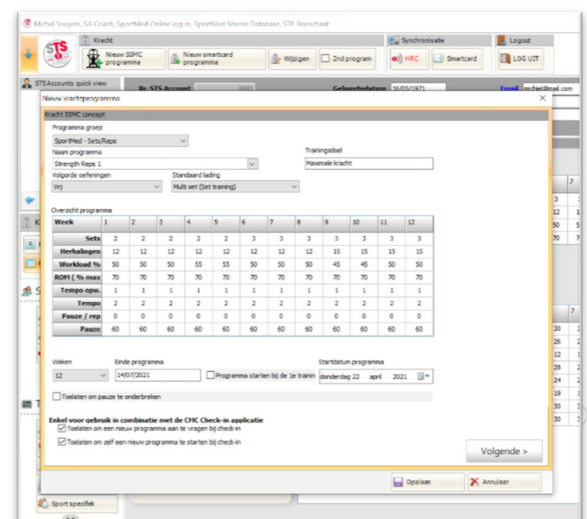 Michel Snevers, SA Coach, SportMed Online log-in, SportMed Master Database, STP Brasschaat
Kracht
Synchronisatie
Logout
STS
Nieuw SSMC programma
Nieuw smartcard programma
Wijzigen
2nd program
HRC
Smartcard
LOG UIT
STS Accounts quick view
Nr. STS Account
Geboortedatum 16/05/1971
Email
Nieuw krachtprogramma
Kracht SSMC concept
Programma groep
SportMed - Sets/Reps
Naam programma
Trainingsdoel
Strength Reps 1
Maximale kracht
Volgorde oefeningen
Standaard lading
Vrij
Multi set (Set training)
Overzicht programma
Week 1 2 3 4 5 6 7 8 9 10 11 12
Sets 2 2 2 2 2 3 3 3 3 3 3 3
Herhalingen 12 12 12 12 12 12 12 12 15 15 15 15
Workload % 50 50 50 55 55 50 50 50 45 45 50 50
ROM ( % max 70 70 70 70 70 70 70 70 70 70 70 70
Tempo opw. 1 1 1 1 1 1 1 1 1 1 1 1
Tempo 2 2 2 2 2 2 2 2 2 2 2 2
Pauze / rep 0 0 0 0 0 0 0 0 0 0 0 0
Pauze 60 60 60 60 60 60 60 60 60 60 60 60
Weken
Einde programma
Startdatum programma
12
14/07/2021
Programma starten bij de 1e trainin
donderdag 22 april 2021
Toelaten om pauze te onderbreken
Enkel voor gebruik in combinatie met de CMC Check-in applicatie
Toelaten om een nieuw programma aan te vragen bij check-in
Toelaten om zelf een nieuw programma te starten bij check-in
Volgende >
Opslaan
Annuleer
Sport specifiek